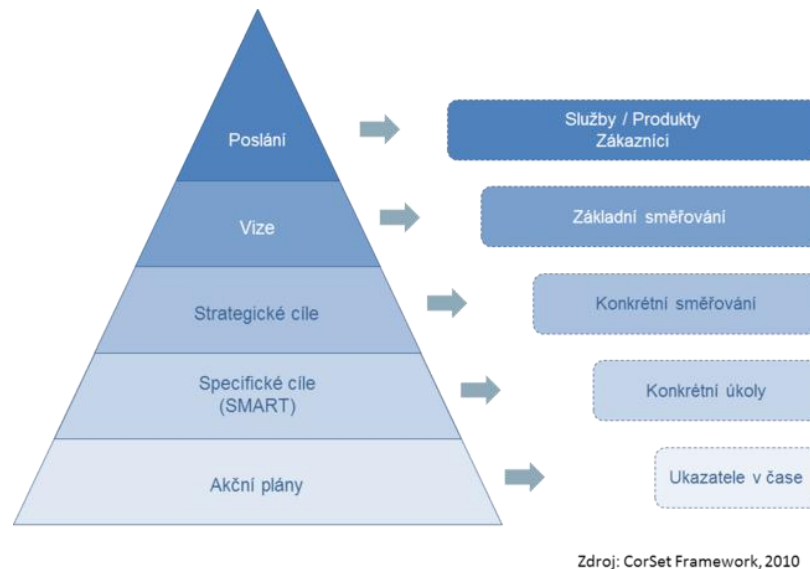 Poslání
Služby / Produkty
Zákazníci
Vize
Základní směřování
Strategické cíle
Konkrétní směřování
Specifické cíle
(SMART)
Konkrétní úkoly
Akční plány
Ukazatele v čase
Zdroj: CorSet Framework, 2010